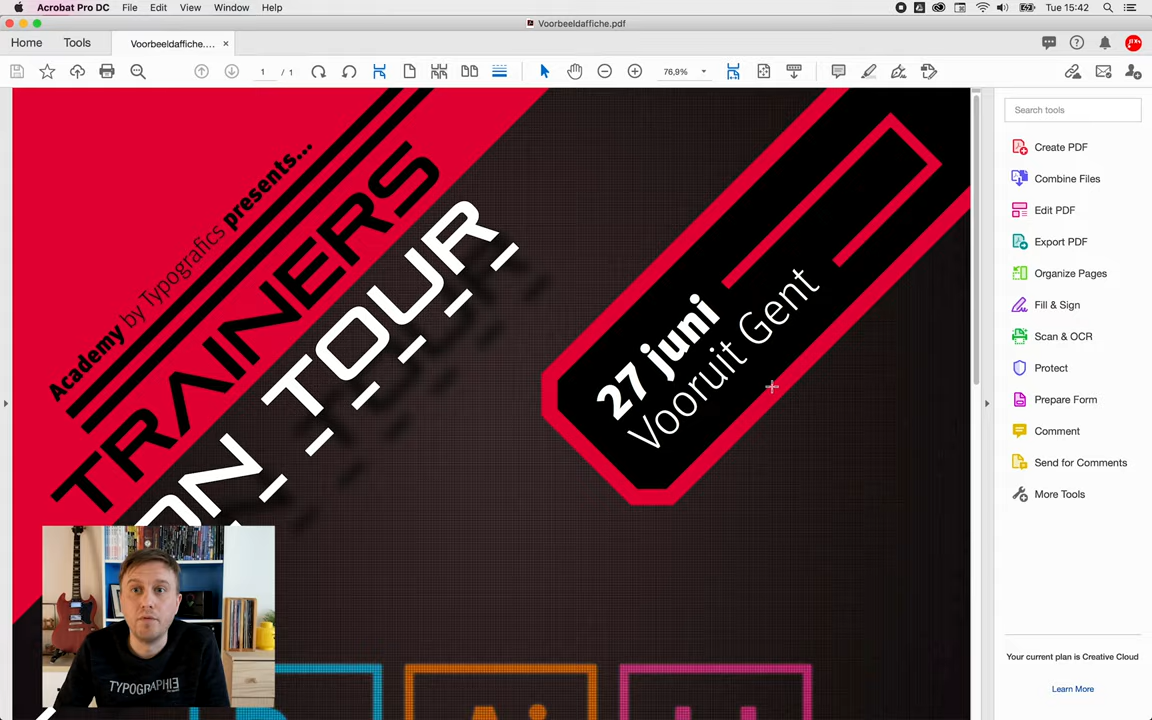 Acrobat Pro DC File Edit View Window Help
Tue 15:42
Voorbeeldaffiche.pdf
Home Tools Voorbeeldaffiche.... ×
?
JDS
1 / 1
76,9%
Academy by Typografics presents...
TRAINERS
ON TOUR
27 juni
Vooruit Gent
Ai
TYPOGRAPHIE
Search tools
Create PDF
Combine Files
Edit PDF
Export PDF
Organize Pages
Fill & Sign
Scan & OCR
Protect
Prepare Form
Comment
Send for Comments
More Tools
Your current plan is Creative Cloud
Learn More